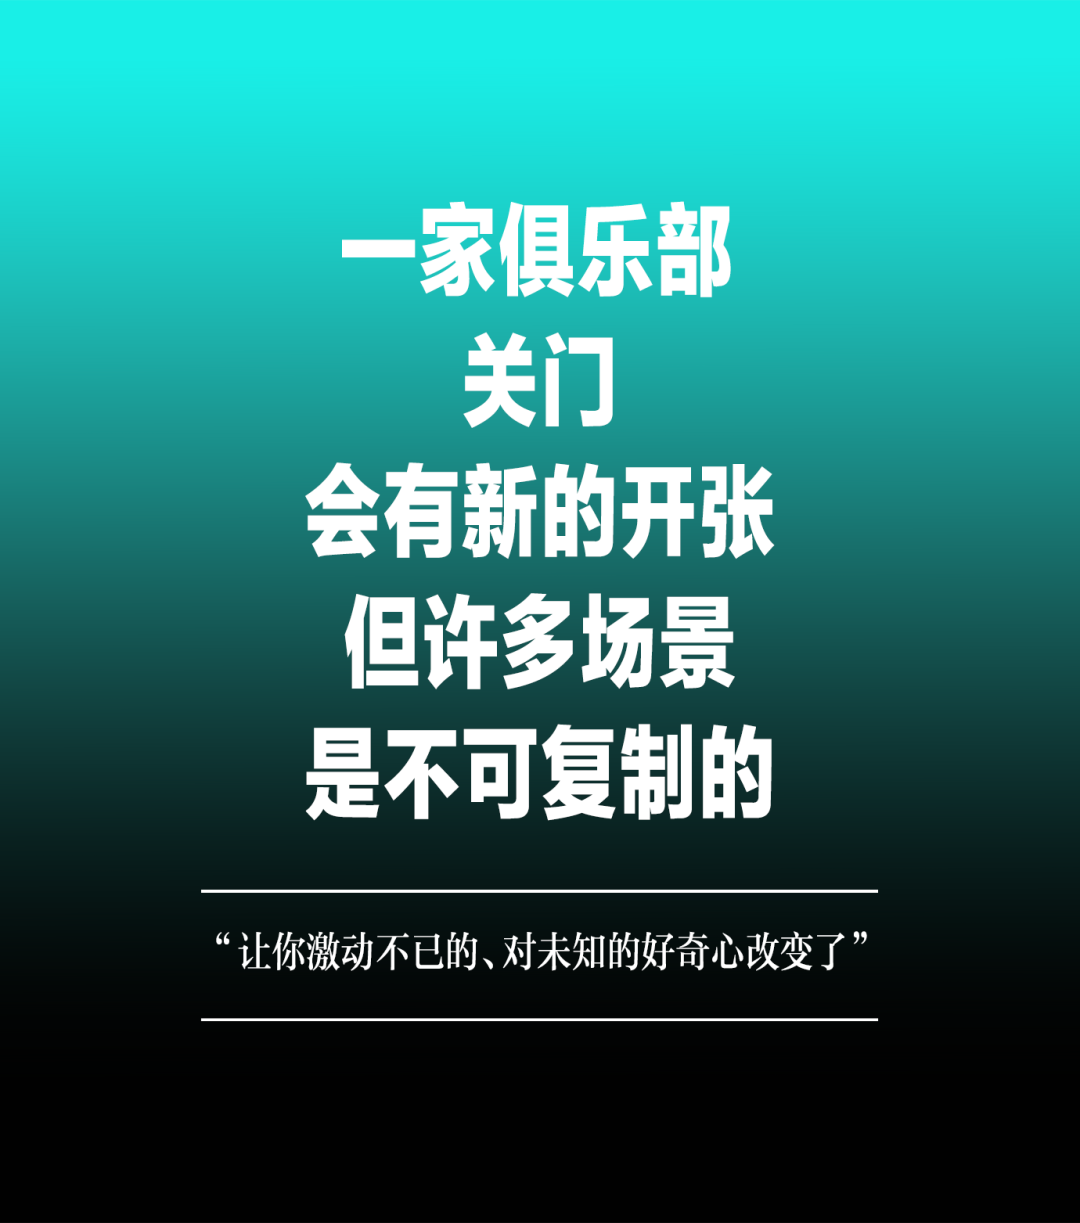 一家俱乐部
关门
会有新的开张
但许多场景
是不可复制的
“让你激动不已的、对未知的好奇心改变了”